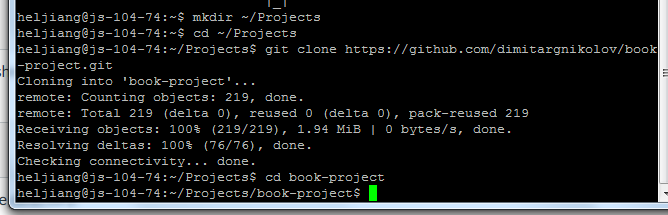 heljiang@js-104-74:~$ mkdir ~/Projects
heljiang@js-104-74:~$ cd ~/Projects
heljiang@js-104-74:~/Projects$ git clone https://github.com/dimitargnikolov/book
-project.git
Cloning into 'book-project'...
remote: Counting objects: 219, done.
remote: Total 219 (delta 0), reused 0 (delta 0), pack-reused 219
Receiving objects: 100% (219/219), 1.94 MiB | 0 bytes/s, done.
Resolving deltas: 100% (76/76), done.
Checking connectivity... done.
heljiang@js-104-74:~/Projects$ cd book-project
heljiang@js-104-74:~/Projects/book-project$